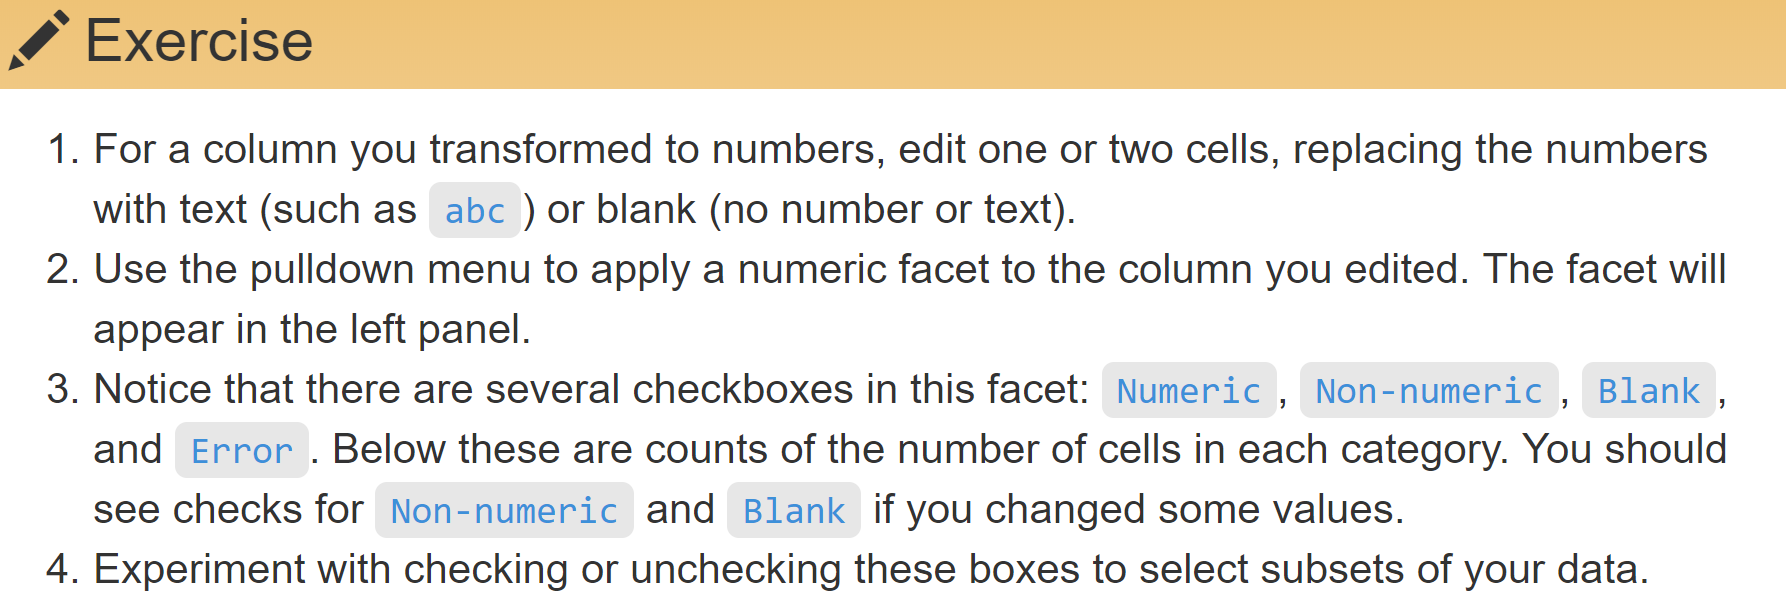 Exercise
1. For a column you transformed to numbers, edit one or two cells, replacing the numbers
with text (such as abc ) or blank (no number or text).
2. Use the pulldown menu to apply a numeric facet to the column you edited. The facet will
appear in the left panel.
3. Notice that there are several checkboxes in this facet: Numeric , Non-numeric , Blank ,
and Error . Below these are counts of the number of cells in each category. You should
see checks for Non-numeric and Blank if you changed some values.
4. Experiment with checking or unchecking these boxes to select subsets of your data.